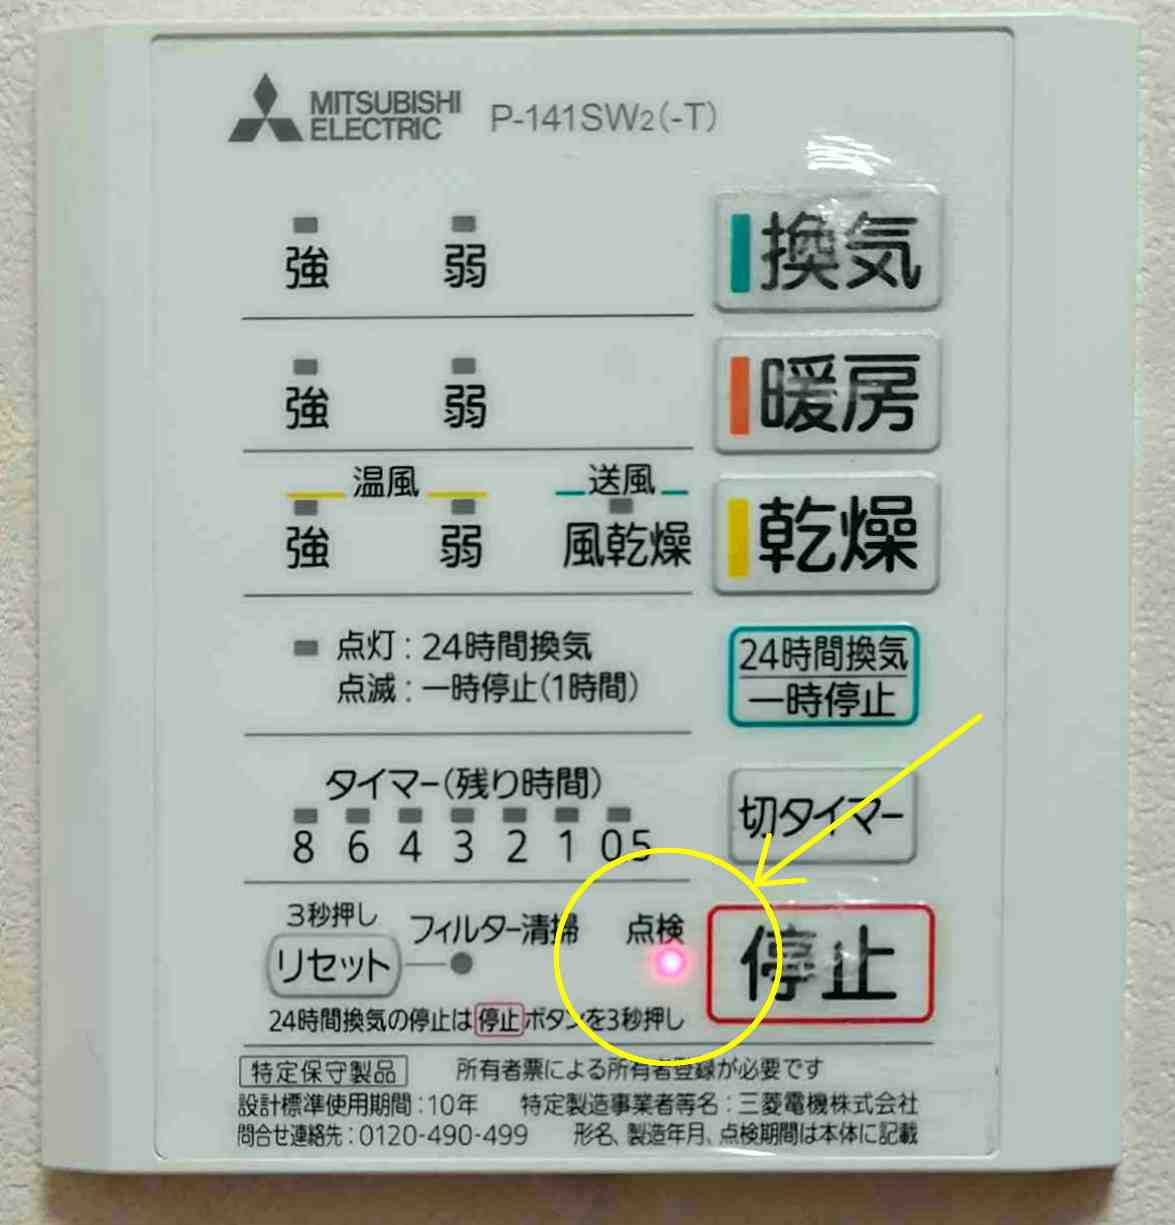 MITSUBISHI ELECTRIC P-141SW2(-T)
強 弱 換気
強 弱 暖房
温風 送風
強 弱 風乾燥 乾燥
点灯：24時間換気
点滅：一時停止(1時間)
24時間換気
一時停止
タイマー(残り時間)
8 6 4 3 2 1 0.5
切タイマー
3秒押し
リセット フィルター清掃 点検
停止
24時間換気の停止は停止ボタンを3秒押し
特定保守製品 所有者票による所有者登録が必要です
設計標準使用期間：10年 特定製造事業者等名：三菱電機株式会社
問合せ連絡先：0120-490-499 形名、製造年月、点検期間は本体に記載